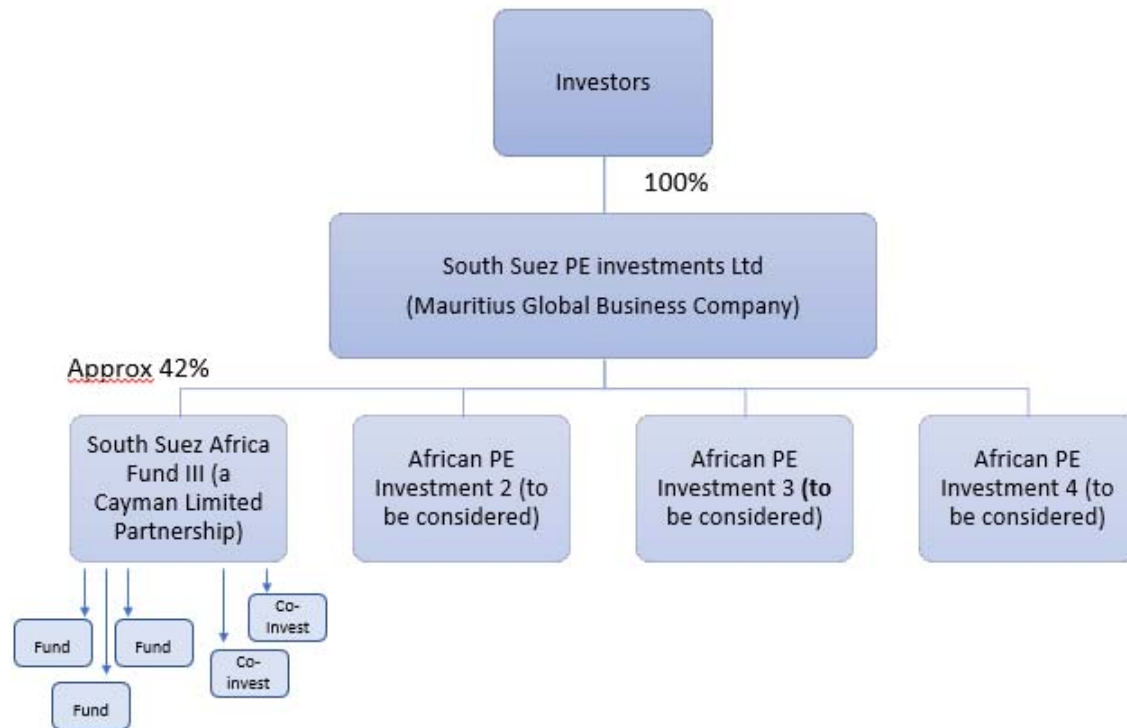 Investors
100%
South Suez PE investments Ltd
(Mauritius Global Business Company)
Approx 42%
South Suez Africa
Fund III (a
Cayman Limited
Partnership)
African PE
Investment 2 (to
be considered)
African PE
Investment 3 (to
be considered)
African PE
Investment 4 (to
be considered)
Fund
Fund
Fund
Co-
invest
Co-
Invest